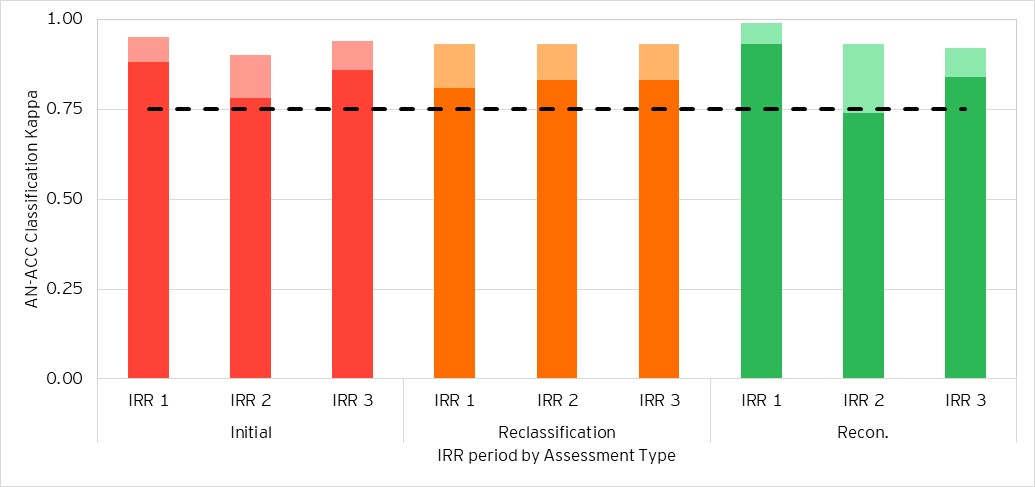 AN-ACC Classification Kappa
1.00
0.75
0.50
0.25
0.00
IRR 1 IRR 2 IRR 3 IRR 1 IRR 2 IRR 3 IRR 1 IRR 2 IRR 3
Initial Reclassification Recon.
IRR period by Assessment Type